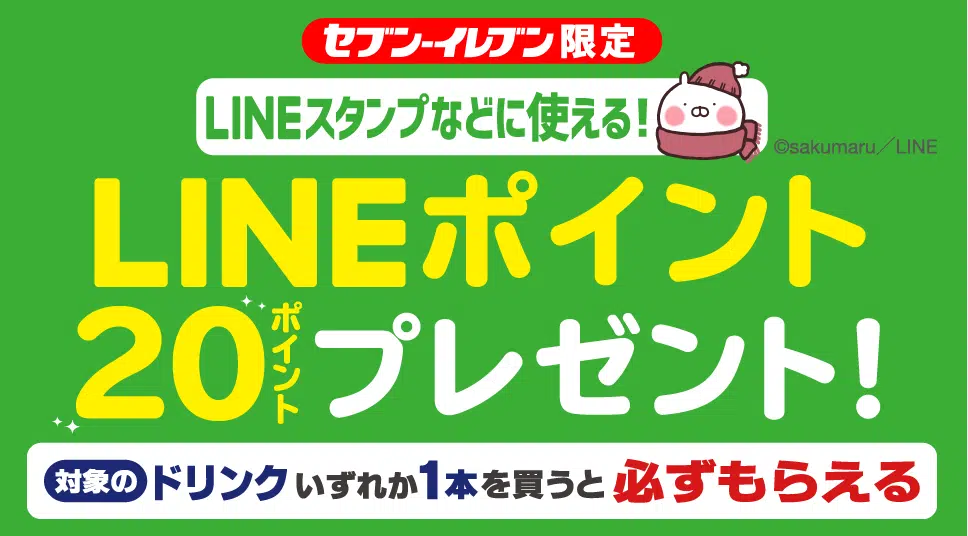 セブン-イレブン限定
LINEスタンプなどに使える!
©sakumaru／LINE
LINEポイント
20ポイントプレゼント!
対象のドリンクいずれか1本を買うと必ずもらえる